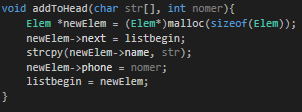 void addToHead(char str[], int nomer){
Elem *newElem = (Elem*)malloc(sizeof(Elem));
newElem->next = listbegin;
strcpy(newElem->name, str);
newElem->phone = nomer;
listbegin = newElem;
}